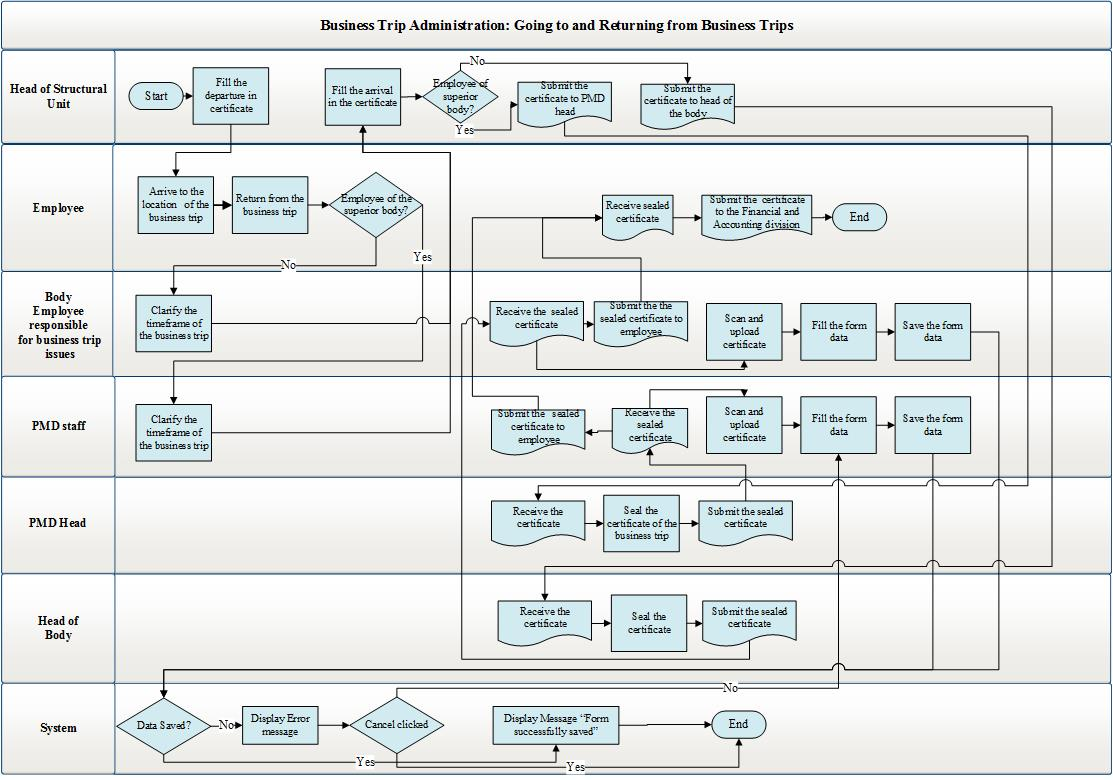 Business Trip Administration: Going to and Returning from Business Trips
Head of Structural
Unit
Start
Fill the
departure in
certificate
Fill the arrival
in the certificate
Employee of
superior
body?
No
Yes
Submit the
certificate to PMD
head
Submit the
certificate to head of
the body
Employee
Arrive to the
location of the
business trip
Return from the
business trip
Employee of the
superior body?
No
Yes
Receive sealed
certificate
Submit the certificate
to the Financial and
Accounting division
End
Body
Employee
responsible
for business trip
issues
Clarify the
timeframe of
the business trip
Receive the sealed
certificate
Submit the the
sealed certificate to
employee
Scan and
upload
certificate
Fill the form
data
Save the form
data
PMD staff
Clarify the
timeframe of
the business trip
Submit the sealed
certificate to
employee
Receive the
sealed
certificate
Scan and
upload
certificate
Fill the form
data
Save the form
data
PMD Head
Receive the
certificate
Seal the
certificate of the
business trip
Submit the sealed
certificate
Head of
Body
Receive the
certificate
Seal the
certificate
Submit the sealed
certificate
System
Data Saved?
No
Display Error
message
Cancel clicked
No
Display Message “Form
successfully saved”
End
Yes
Yes